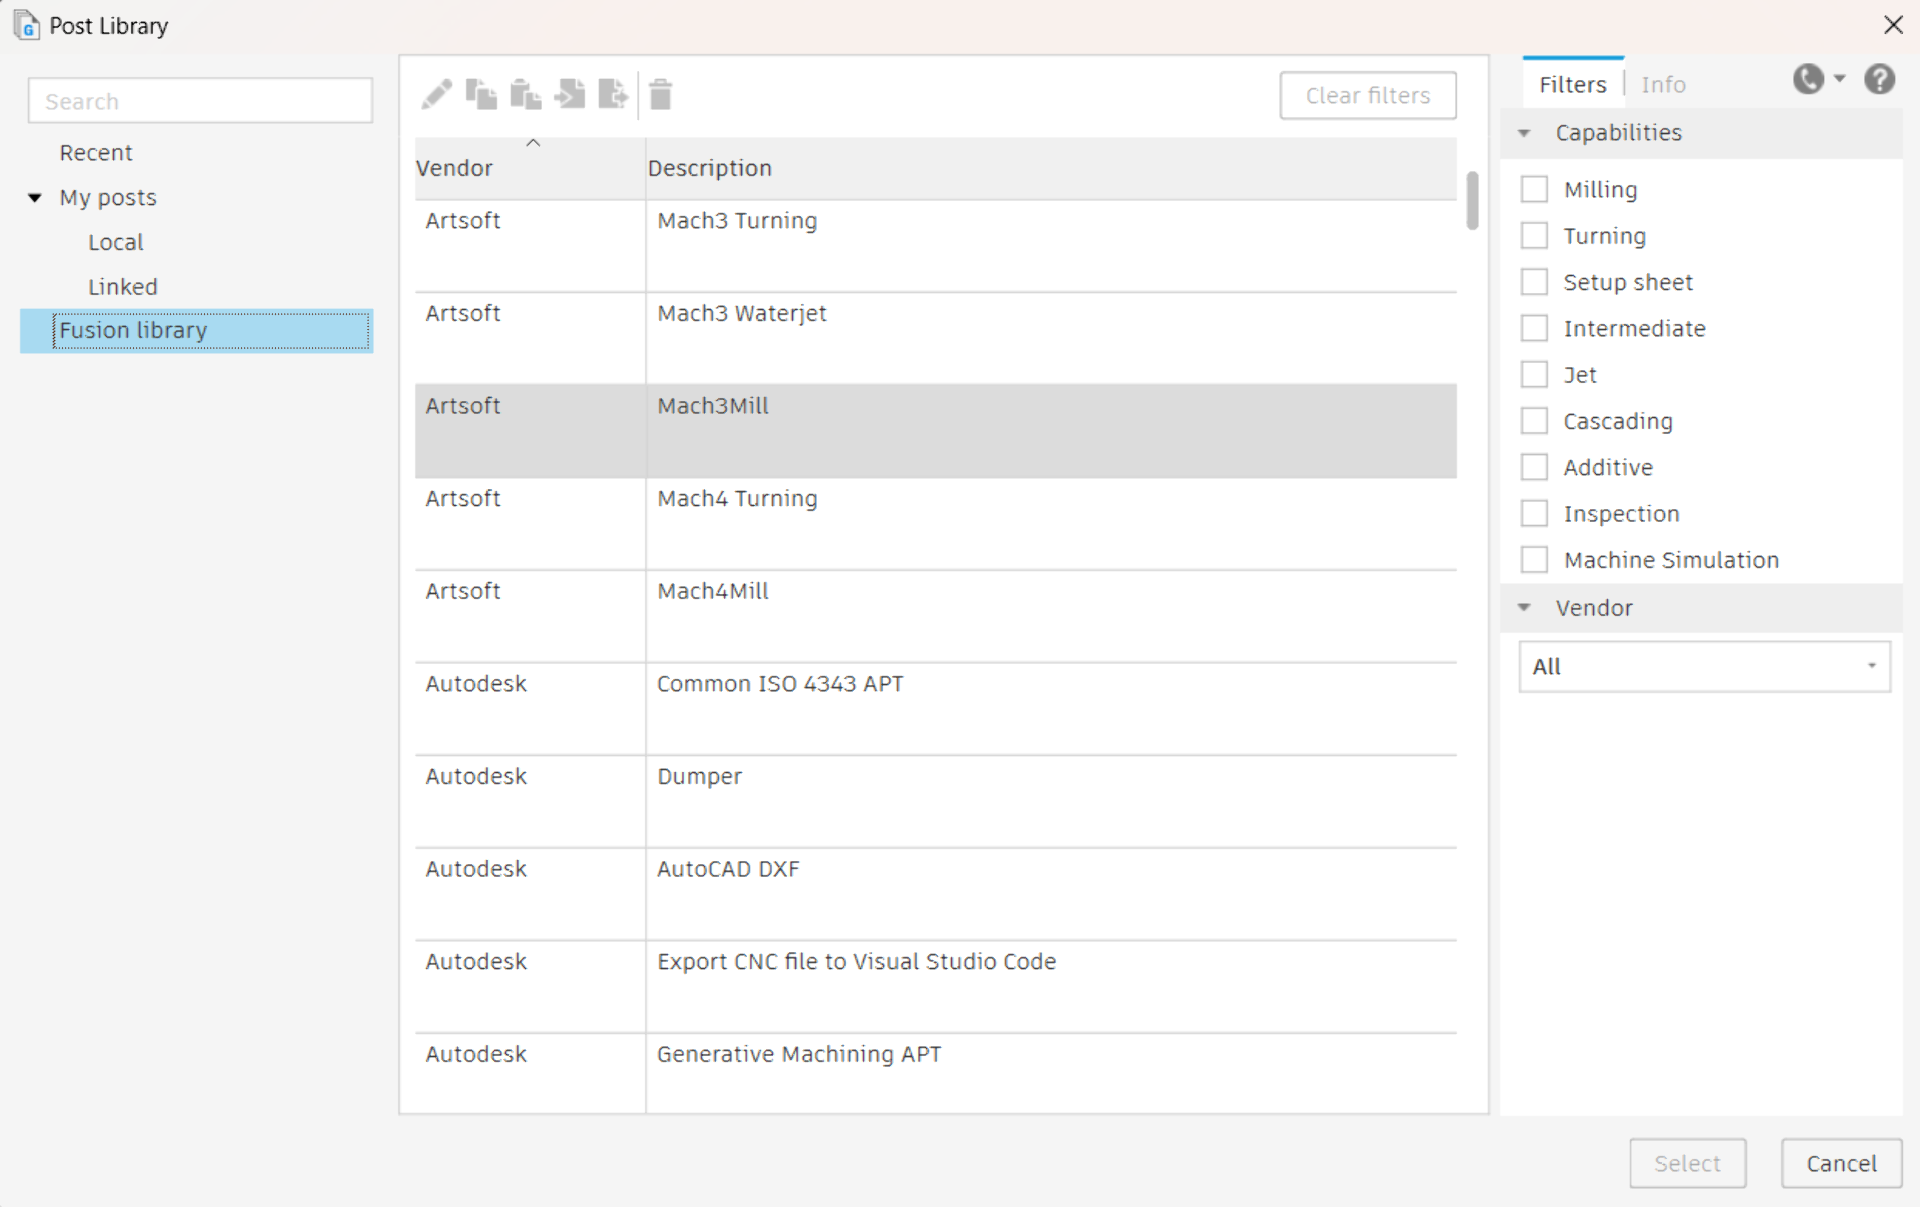 Post Library
Search
Recent
My posts
Local
Linked
Fusion library
Clear filters
Vendor Description
Artsoft Mach3 Turning
Artsoft Mach3 Waterjet
Artsoft Mach3Mill
Artsoft Mach4 Turning
Artsoft Mach4Mill
Autodesk Common ISO 4343 APT
Autodesk Dumper
Autodesk AutoCAD DXF
Autodesk Export CNC file to Visual Studio Code
Autodesk Generative Machining APT
Filters Info
Capabilities
Milling
Turning
Setup sheet
Intermediate
Jet
Cascading
Additive
Inspection
Machine Simulation
Vendor
All
Select Cancel